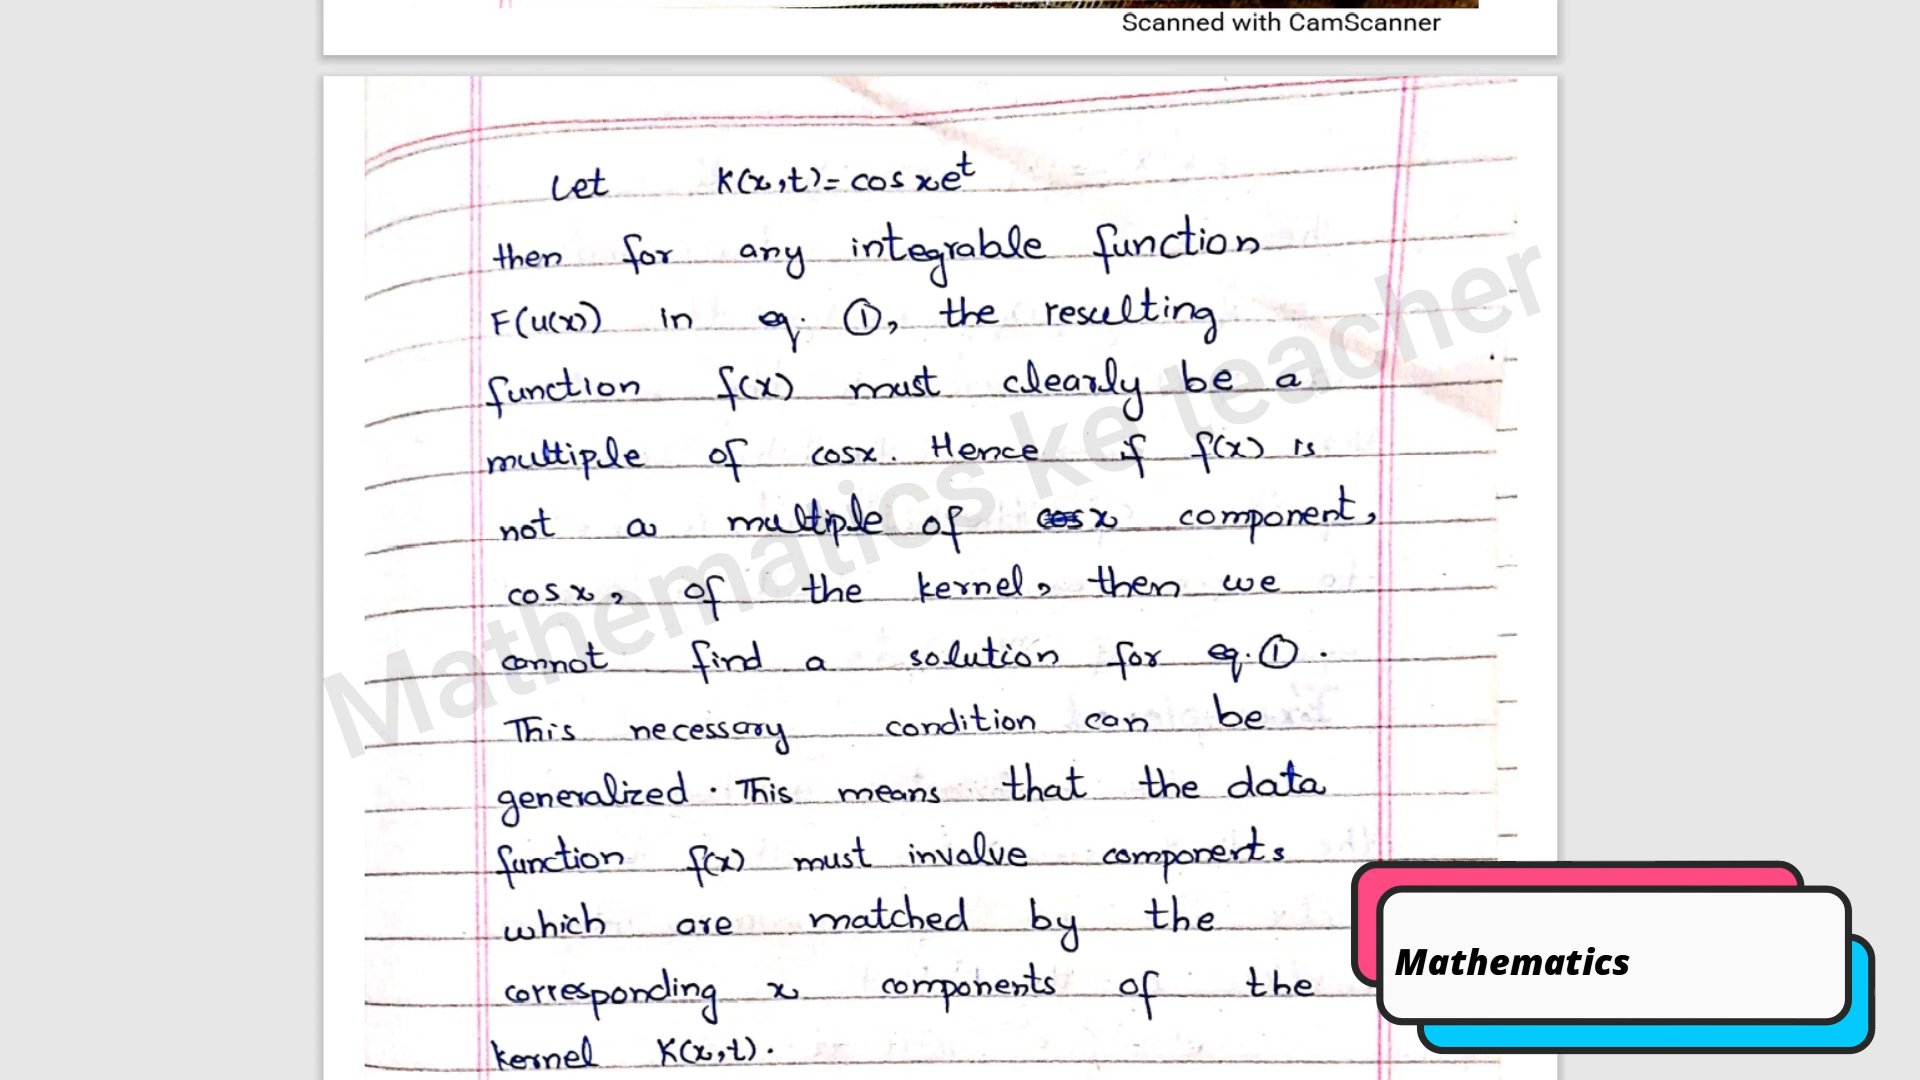 Scanned with CamScanner
Let K(x,t)= cos xe^t
then for any integrable function
F(u(x)) in eq. ①, the resulting
function f(x) must clearly be a
multiple of cosx. Hence if f(x) is
not a multiple of x component,
cosx, of the kernel, then we
cannot find a solution for eq.①.
This necessary condition can be
generalized. This means that the data
function f(x) must involve components
which are matched by the
corresponding x components of the
kernel K(x,t).
Mathematics ke teacher
Mathematics